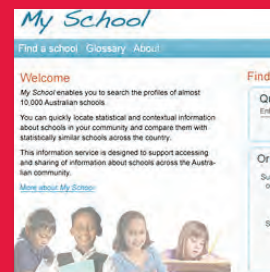 My School
Find a school Glossary About
Welcome
Find
My School enables you to search the profiles of almost
10,000 Australian schools.
You can quickly locate statistical and contextual information
about schools in your community and compare them with
statistically similar schools across the country.
This information service is designed to support accessing
and sharing of information about schools across the Austra-
lian community.
More about My School
Qu
Ent
Or
Su
o
S